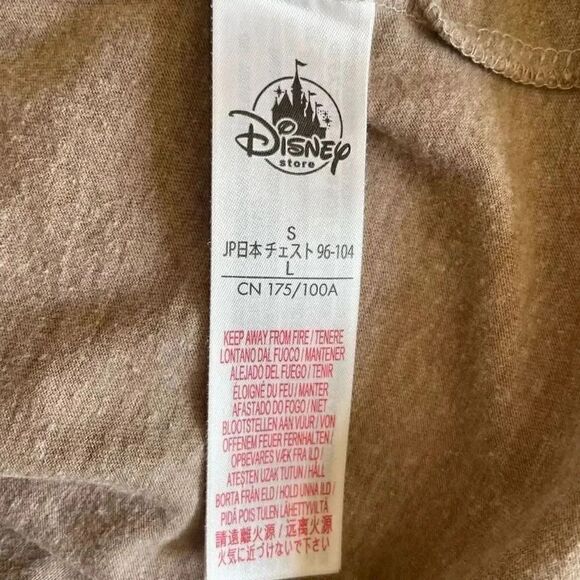 Disney
store
S
JP日本 チェスト 96-104
L
CN 175/100A
KEEP AWAY FROM FIRE / TENERE
LONTANO DAL FUOCO / MANTENER
ALEJADO DEL FUEGO / TENIR
ÉLOIGNÉ DU FEU / MANTER
AFASTADO DO FOGO / NIET
BLOOTSTELLEN AAN VUUR / VON
OFFENEM FEUER FERNHALTEN /
OPBEVARES VÆK FRA ILD /
ATEŞTEN UZAK TUTUN / HÅLL
BORTA FRÅN ELD / HOLD UNNA ILD /
PIDÄ POIS TULEN LÄHETTYVILTÄ
請遠離火源 / 远离火源
火気に近づけないで下さい